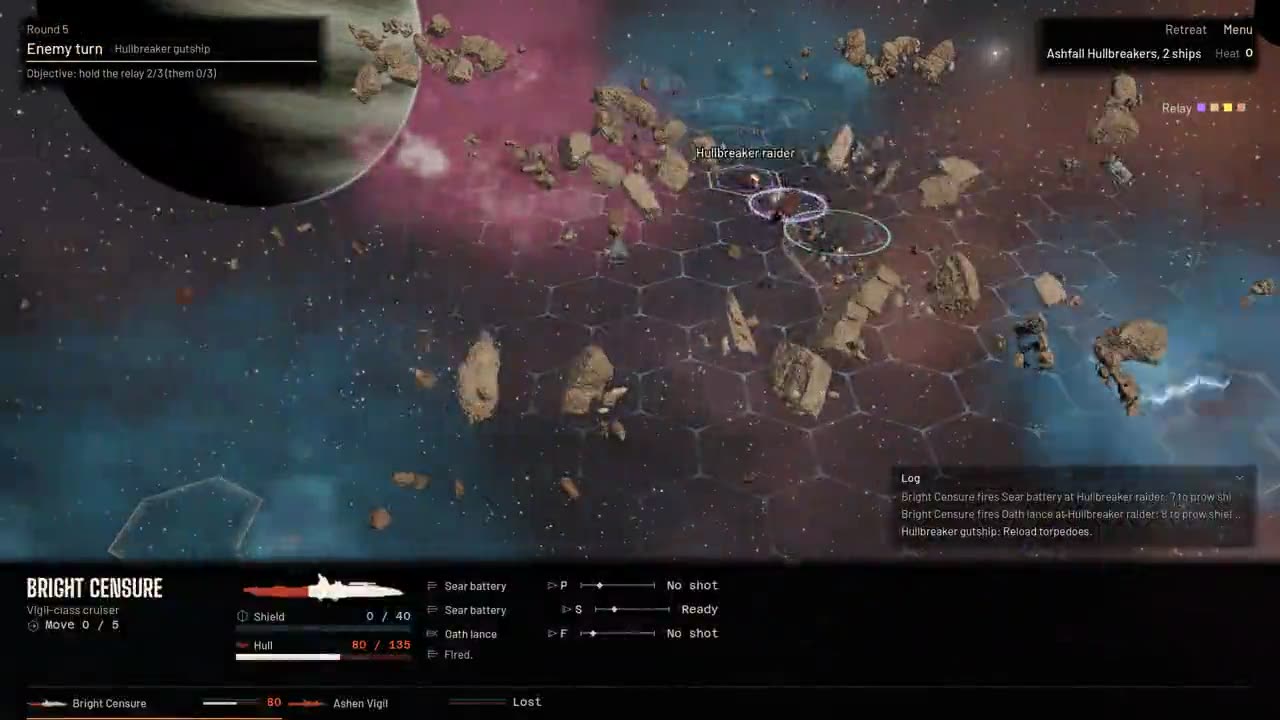 Round 5
Enemy turn Hullbreaker gutship
Objective: hold the relay 2/3 (them 0/3)
Retreat Menu
Ashfall Hullbreakers, 2 ships Heat 0
Relay
Hullbreaker raider
Log
Bright Censure fires Sear battery at Hullbreaker raider: 7 to prow shi
Bright Censure fires Oath lance at Hullbreaker raider: 8 to prow shiel...
Hullbreaker gutship: Reload torpedoes.
BRIGHT CENSURE
Vigil-class cruiser
Move 0 / 5
Shield 0 / 40
Hull 80 / 135
Sear battery P No shot
Sear battery S Ready
Oath lance F No shot
Fired.
Bright Censure 80 Ashen Vigil Lost